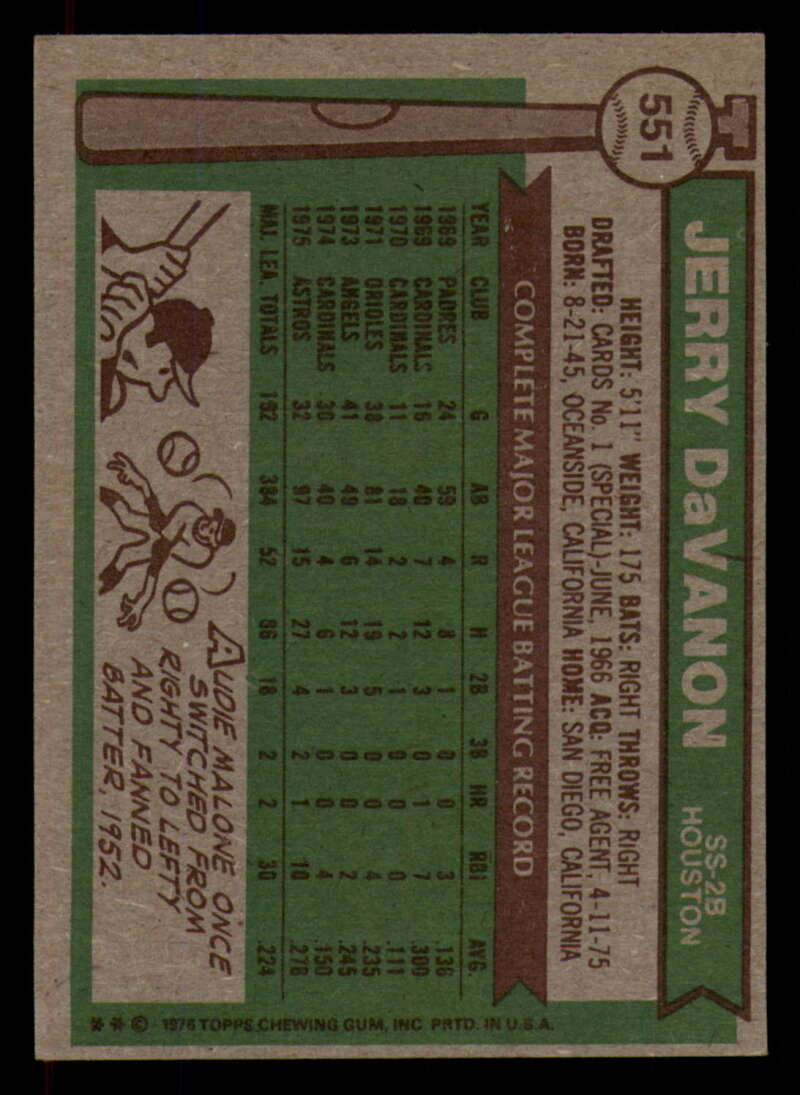 551
JERRY DaVANON
SS-2B
HOUSTON
HEIGHT: 5'11" WEIGHT: 175 BATS: RIGHT THROWS: RIGHT
DRAFTED: CARDS No. 1 (SPECIAL)-JUNE, 1966 ACQ: FREE AGENT, 4-11-75
BORN: 8-21-45, OCEANSIDE, CALIFORNIA HOME: SAN DIEGO, CALIFORNIA
COMPLETE MAJOR LEAGUE BATTING RECORD
YEAR CLUB G AB R H 2B 3B HR RBI AVG.
1969 PADRES 24 59 4 8 1 0 0 3 .136
1969 CARDINALS 16 40 7 12 3 0 1 7 .300
1970 CARDINALS 11 18 2 2 1 0 0 0 .111
1971 ORIOLES 38 81 14 19 5 0 0 4 .235
1973 ANGELS 41 49 6 12 3 0 0 2 .245
1974 CARDINALS 30 40 4 6 1 0 0 4 .150
1975 ASTROS 32 97 15 27 4 2 1 10 .278
MAJ. LEA. TOTALS 192 384 52 86 18 2 2 30 .224
AUDIE MALONE ONCE
SWITCHED FROM
RIGHTY TO LEFTY
AND FANNED
BATTER, 1952.
* * © 1976 TOPPS CHEWING GUM, INC PRTD. IN U.S.A.